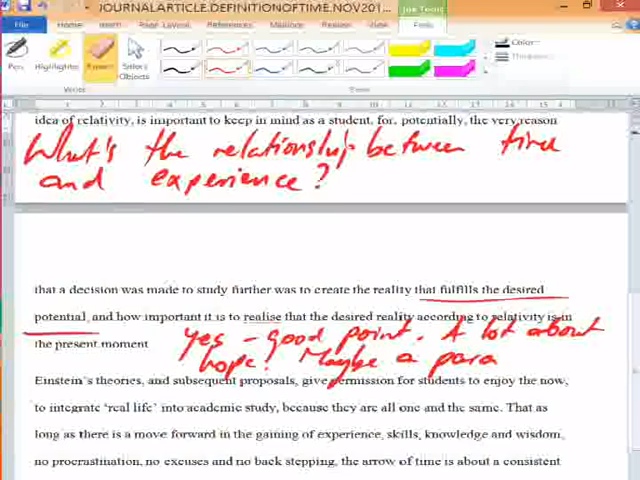 JOURNALARTICLE.DEFINITIONOFTIME.NOV201...
Ink Tools
File Home Insert Page Layout References Mailings Review View Tools
Pen Highlighter Eraser Select Objects
Color
Thickness
Write Tools
idea of relativity, is important to keep in mind as a student, for, potentially, the very reason
What's the relationship between time
and experience?
that a decision was made to study further was to create the reality that fulfills the desired
potential, and how important it is to realise that the desired reality according to relativity is in
the present moment
yes - good point. A lot about
hope? Maybe a para
Einstein's theories, and subsequent proposals, give permission for students to enjoy the now,
to integrate 'real life' into academic study, because they are all one and the same. That as
long as there is a move forward in the gaining of experience, skills, knowledge and wisdom,
no procrastination, no excuses and no back stepping, the arrow of time is about a consistent